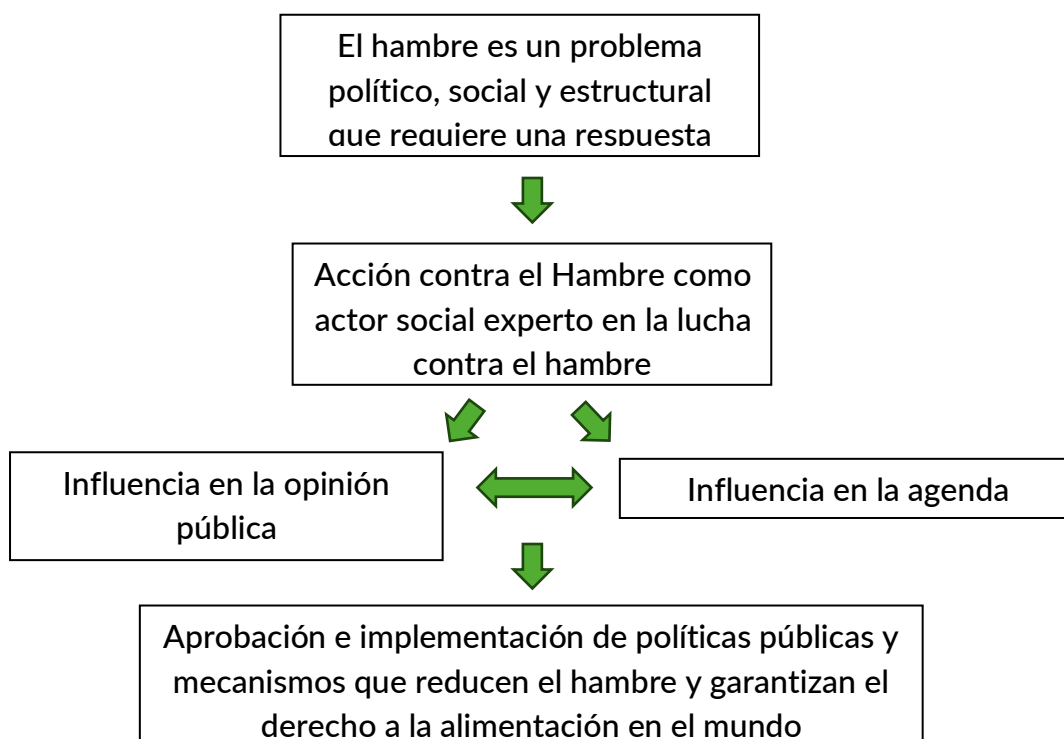 El hambre es un problema
político, social y estructural
que requiere una respuesta
Acción contra el Hambre como
actor social experto en la lucha
contra el hambre
Influencia en la opinión
pública
Influencia en la agenda
Aprobación e implementación de políticas públicas y
mecanismos que reducen el hambre y garantizan el
derecho a la alimentación en el mundo